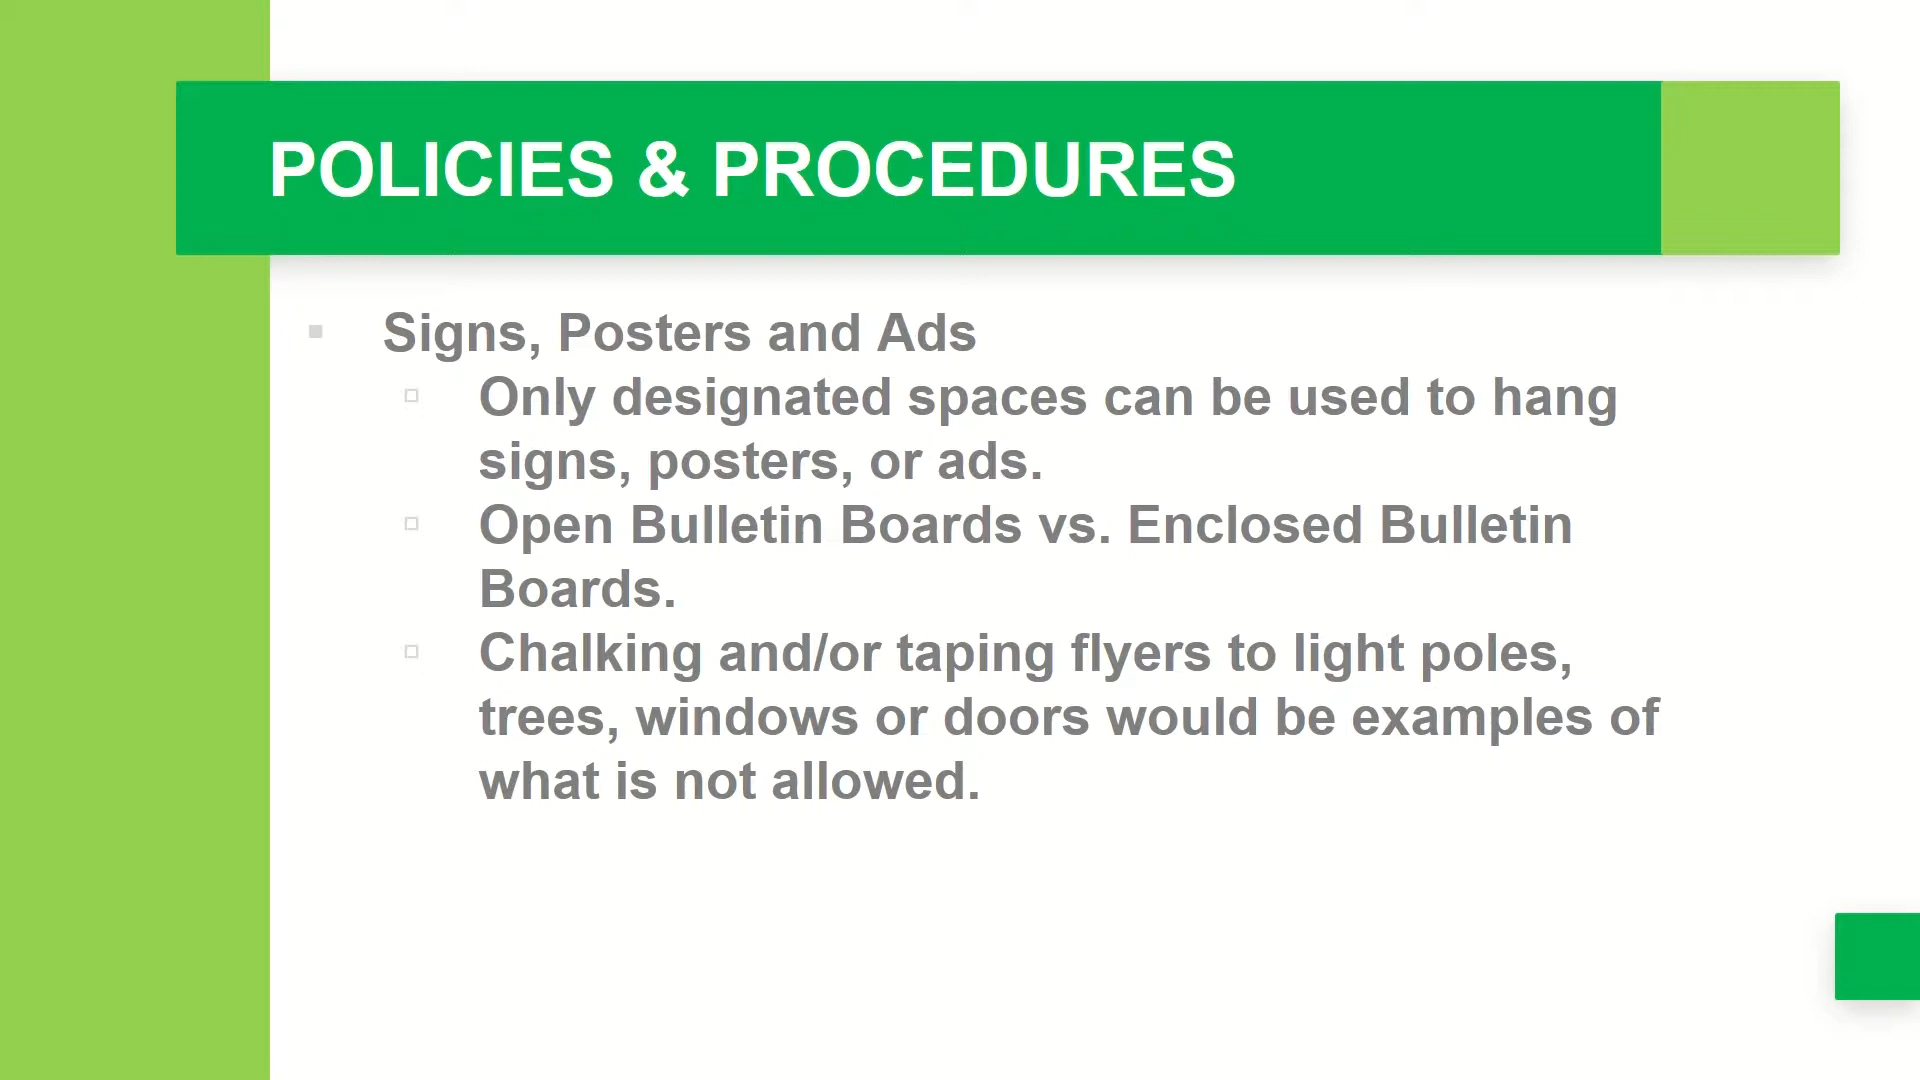 POLICIES & PROCEDURES
Signs, Posters and Ads
Only designated spaces can be used to hang
signs, posters, or ads.
Open Bulletin Boards vs. Enclosed Bulletin
Boards.
Chalking and/or taping flyers to light poles,
trees, windows or doors would be examples of
what is not allowed.